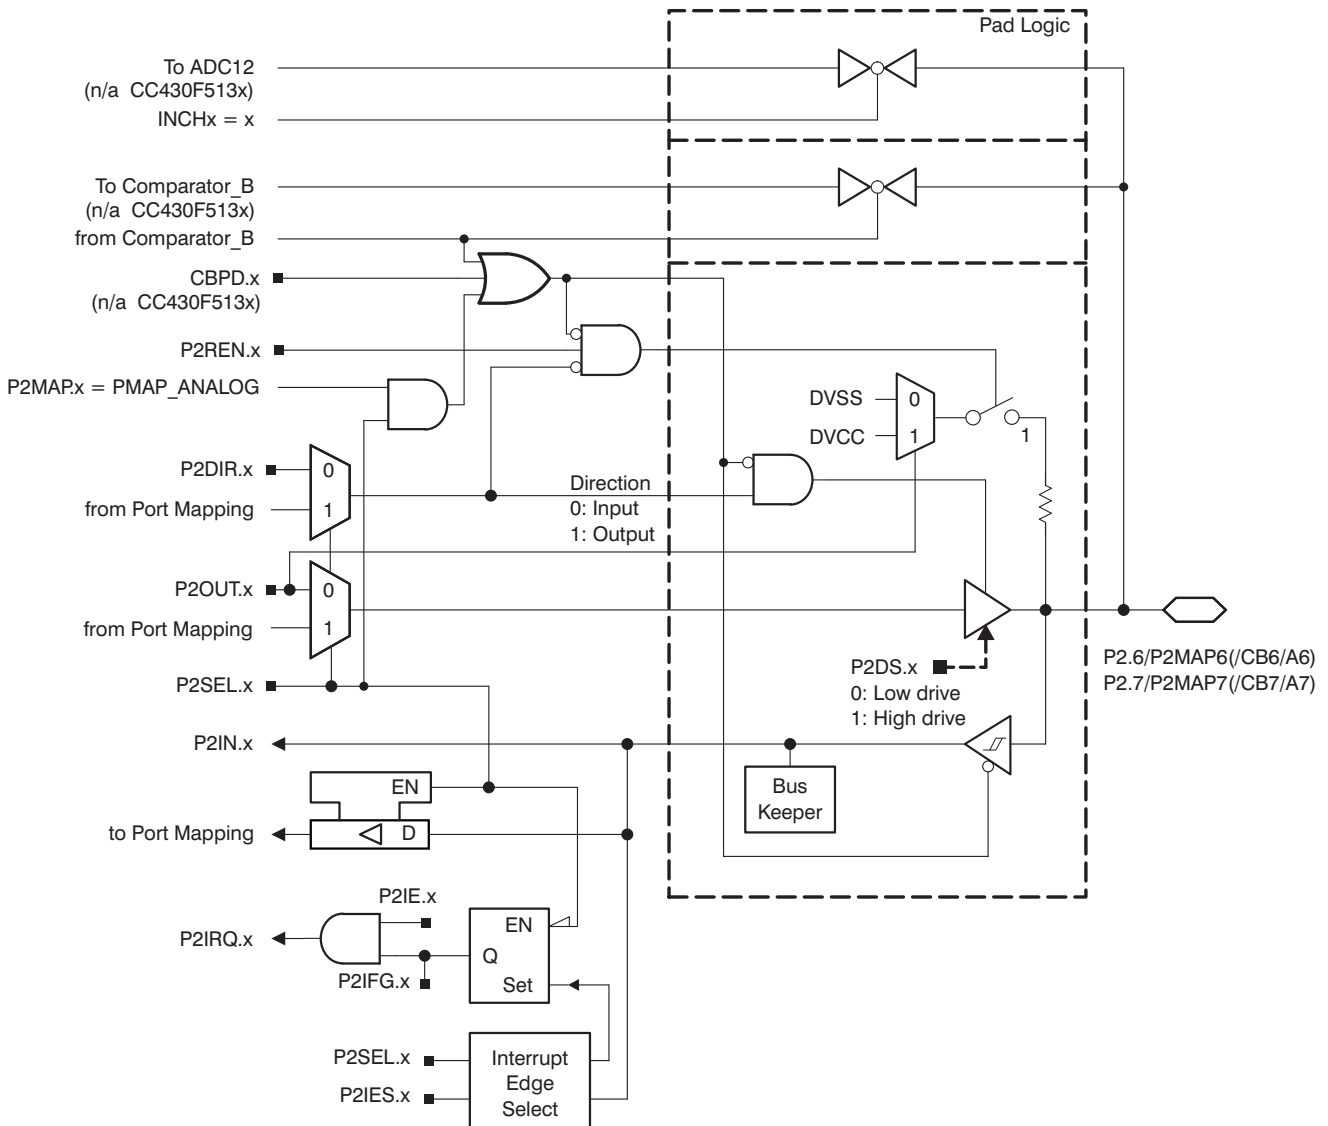 Pad Logic
To ADC12
(n/a CC430F513x)
INCHx = x
To Comparator_B
(n/a CC430F513x)
from Comparator_B
CBPD.x
(n/a CC430F513x)
P2REN.x
P2MAP.x = PMAP_ANALOG
DVSS
0
DVCC
1
1
P2DIR.x
0
from Port Mapping
1
Direction
0: Input
1: Output
P2OUT.x
0
from Port Mapping
1
P2SEL.x
P2DS.x
0: Low drive
1: High drive
P2.6/P2MAP6(/CB6/A6)
P2.7/P2MAP7(/CB7/A7)
P2IN.x
Bus
Keeper
EN
to Port Mapping
D
P2IE.x
P2IRQ.x
P2IFG.x
EN
Q
Set
P2SEL.x
P2IES.x
Interrupt
Edge
Select